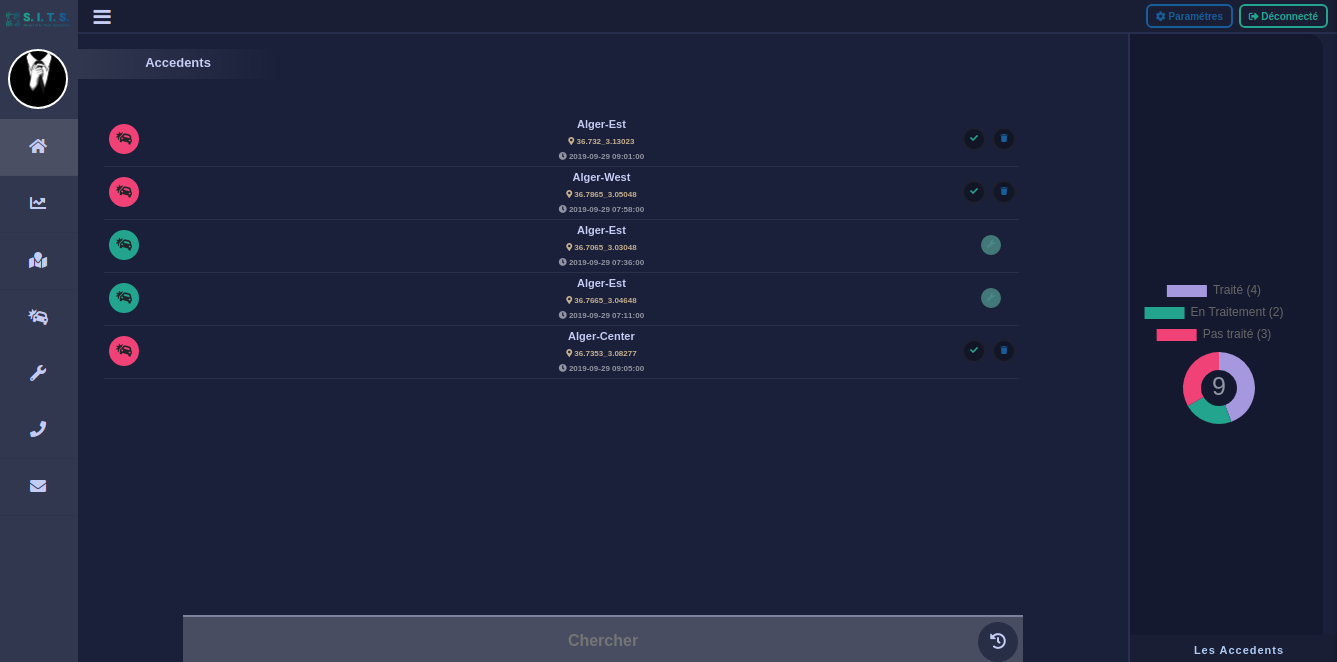 S. I. T. S.
Paramétres
Déconnecté
Accedents
Alger-Est
36.732_3.13023
2019-09-29 09:01:00
Alger-West
36.7865_3.05048
2019-09-29 07:58:00
Alger-Est
36.7065_3.03048
2019-09-29 07:36:00
Alger-Est
36.7665_3.04648
2019-09-29 07:11:00
Alger-Center
36.7353_3.08277
2019-09-29 09:05:00
Traité (4)
En Traitement (2)
Pas traité (3)
9
Chercher
Les Accedents